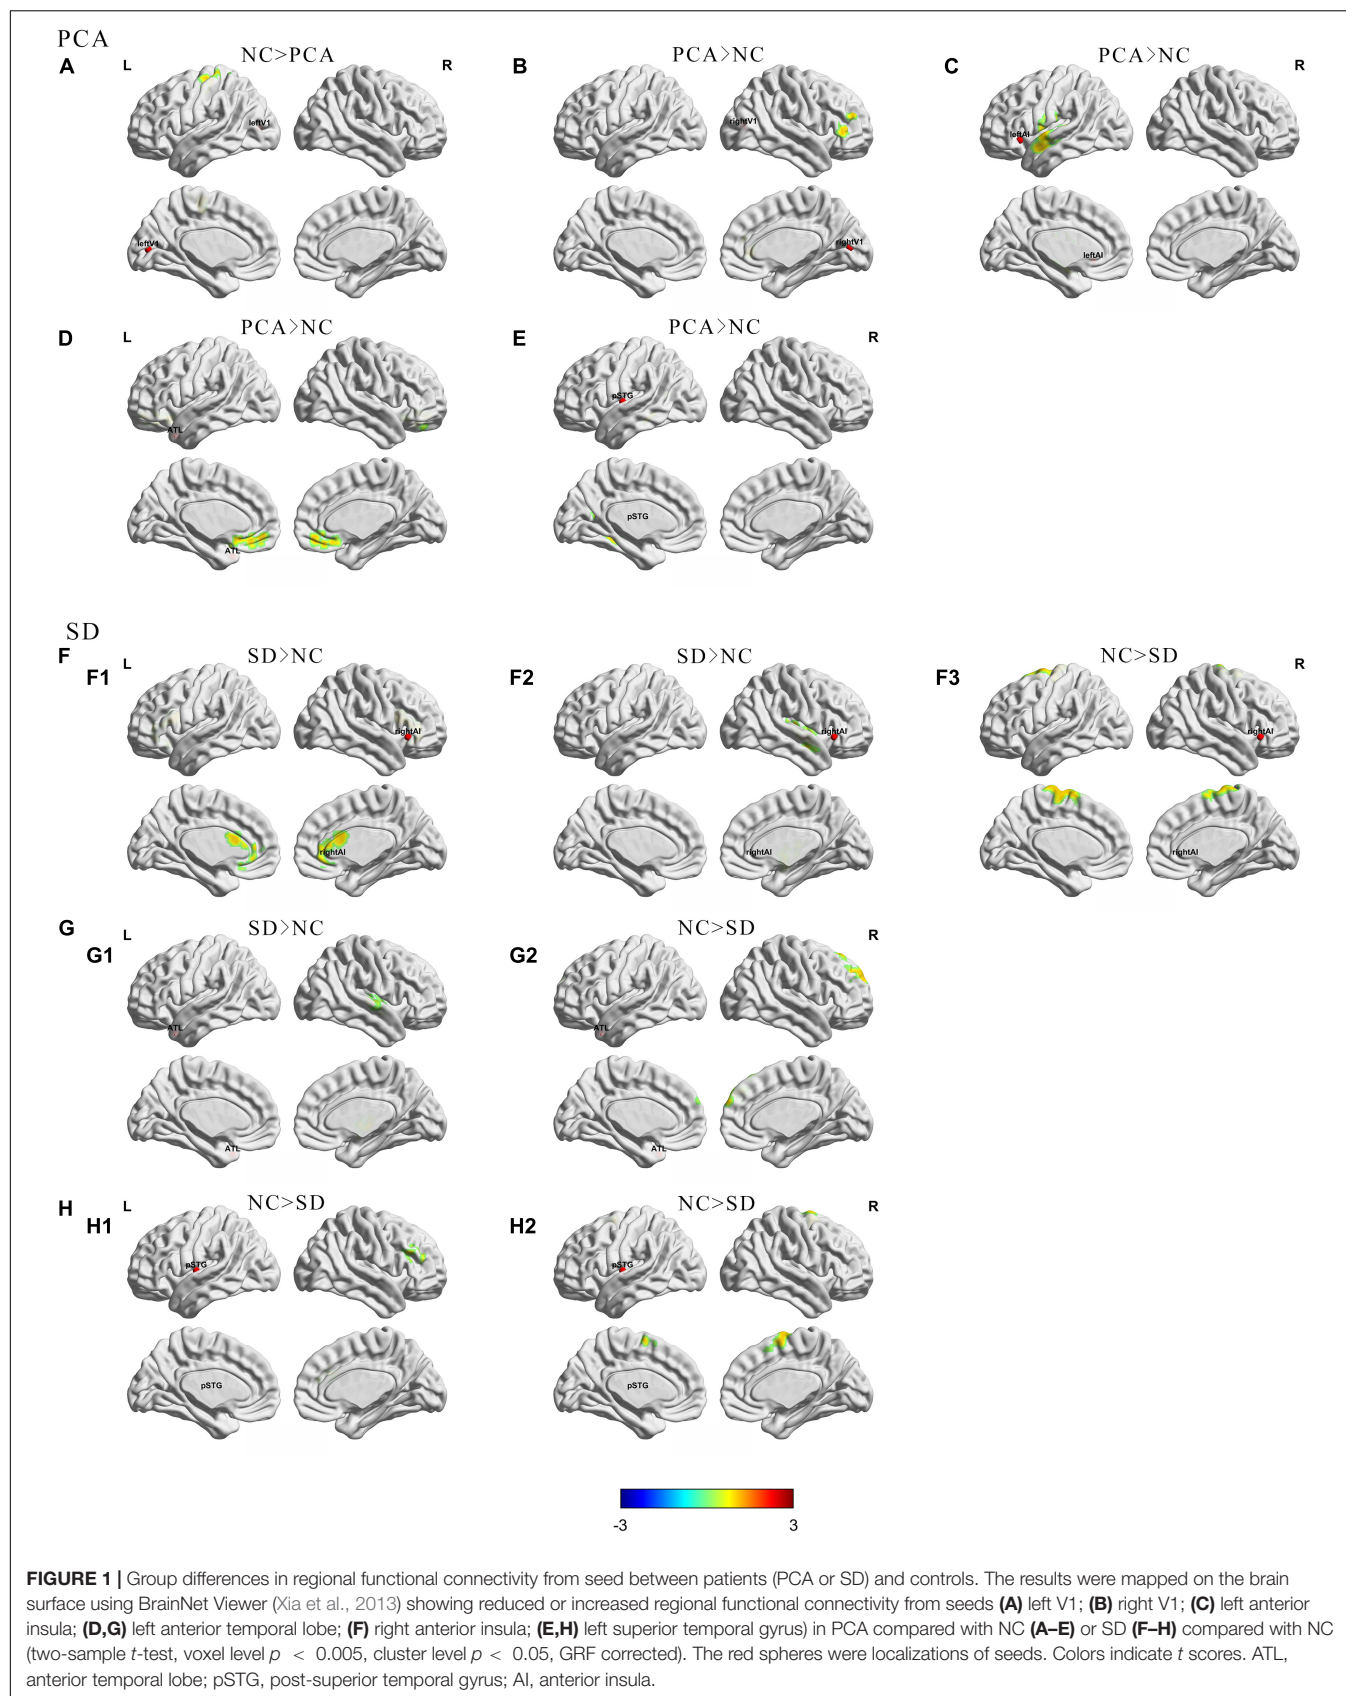 PCA
A
L
NC>PCA
R
leftV1
leftV1
B
PCA>NC
rightV1
rightV1
C
PCA>NC
R
leftAI
leftAI
D
L
PCA>NC
ATL
ATL
E
PCA>NC
R
pSTG
pSTG
SD
F
L
F1
SD>NC
rightAI
rightAI
F2
SD>NC
rightAI
rightAI
F3
NC>SD
R
rightAI
rightAI
G
L
G1
SD>NC
ATL
ATL
G2
NC>SD
R
ATL
ATL
H
L
H1
NC>SD
pSTG
pSTG
H2
NC>SD
R
pSTG
pSTG
-3 3
FIGURE 1 | Group differences in regional functional connectivity from seed between patients (PCA or SD) and controls. The results were mapped on the brain
surface using BrainNet Viewer (Xia et al., 2013) showing reduced or increased regional functional connectivity from seeds (A) left V1; (B) right V1; (C) left anterior
insula; (D,G) left anterior temporal lobe; (F) right anterior insula; (E,H) left superior temporal gyrus) in PCA compared with NC (A–E) or SD (F–H) compared with NC
(two-sample t-test, voxel level p < 0.005, cluster level p < 0.05, GRF corrected). The red spheres were localizations of seeds. Colors indicate t scores. ATL,
anterior temporal lobe; pSTG, post-superior temporal gyrus; AI, anterior insula.